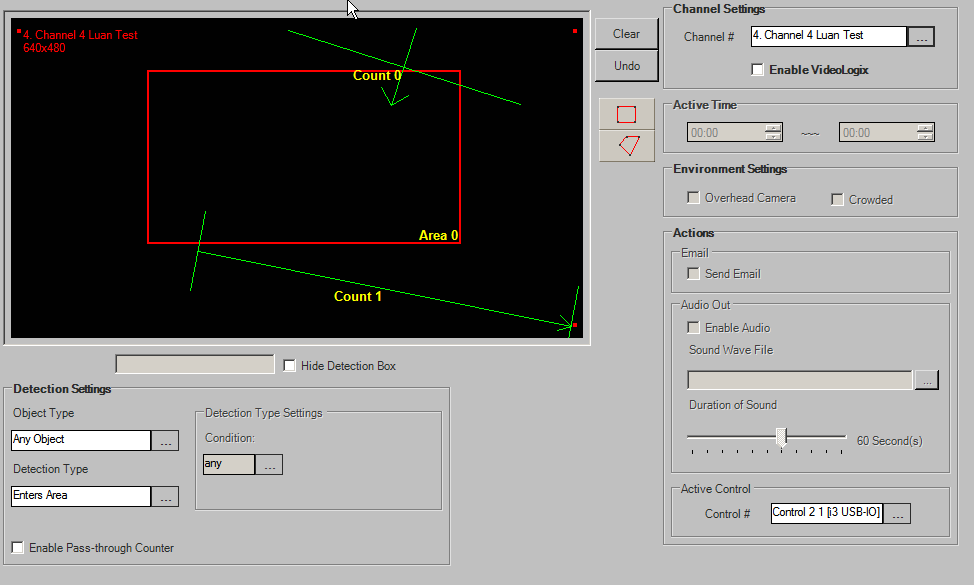 4. Channel 4 Luan Test
640x480
Count 0
Area 0
Count 1
Clear
Undo
Hide Detection Box
Detection Settings
Object Type
Any Object
...
Detection Type
Enters Area
...
Detection Type Settings
Condition:
any
...
Enable Pass-through Counter
Channel Settings
Channel #
4. Channel 4 Luan Test
...
Enable VideoLogix
Active Time
00:00
~~~
00:00
Environment Settings
Overhead Camera
Crowded
Actions
Email
Send Email
Audio Out
Enable Audio
Sound Wave File
...
Duration of Sound
60 Second(s)
Active Control
Control #
Control 2 1 [i3 USB-IO]
...